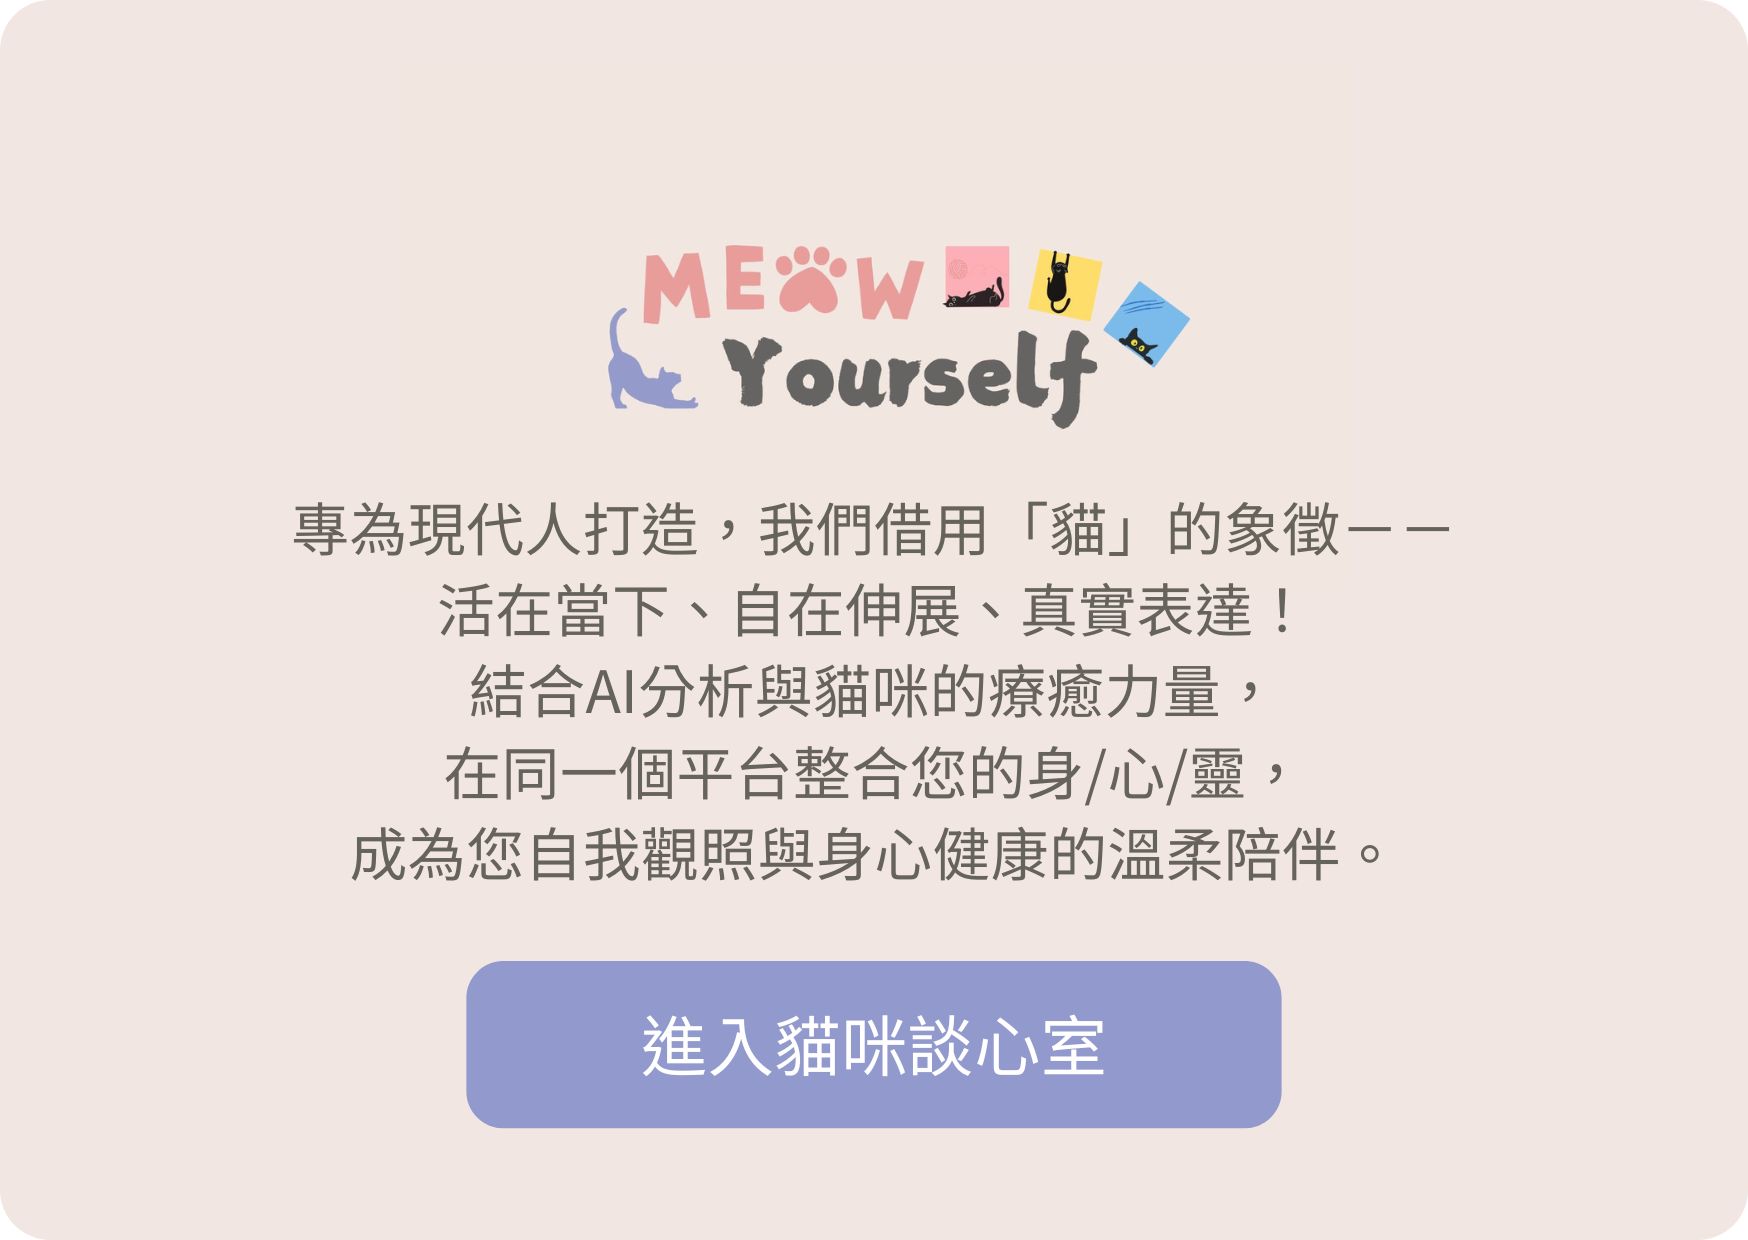 MEOW
Yourself
專為現代人打造，我們借用「貓」的象徵－－
活在當下、自在伸展、真實表達！
結合AI分析與貓咪的療癒力量，
在同一個平台整合您的身/心/靈，
成為您自我觀照與身心健康的溫柔陪伴。
進入貓咪談心室